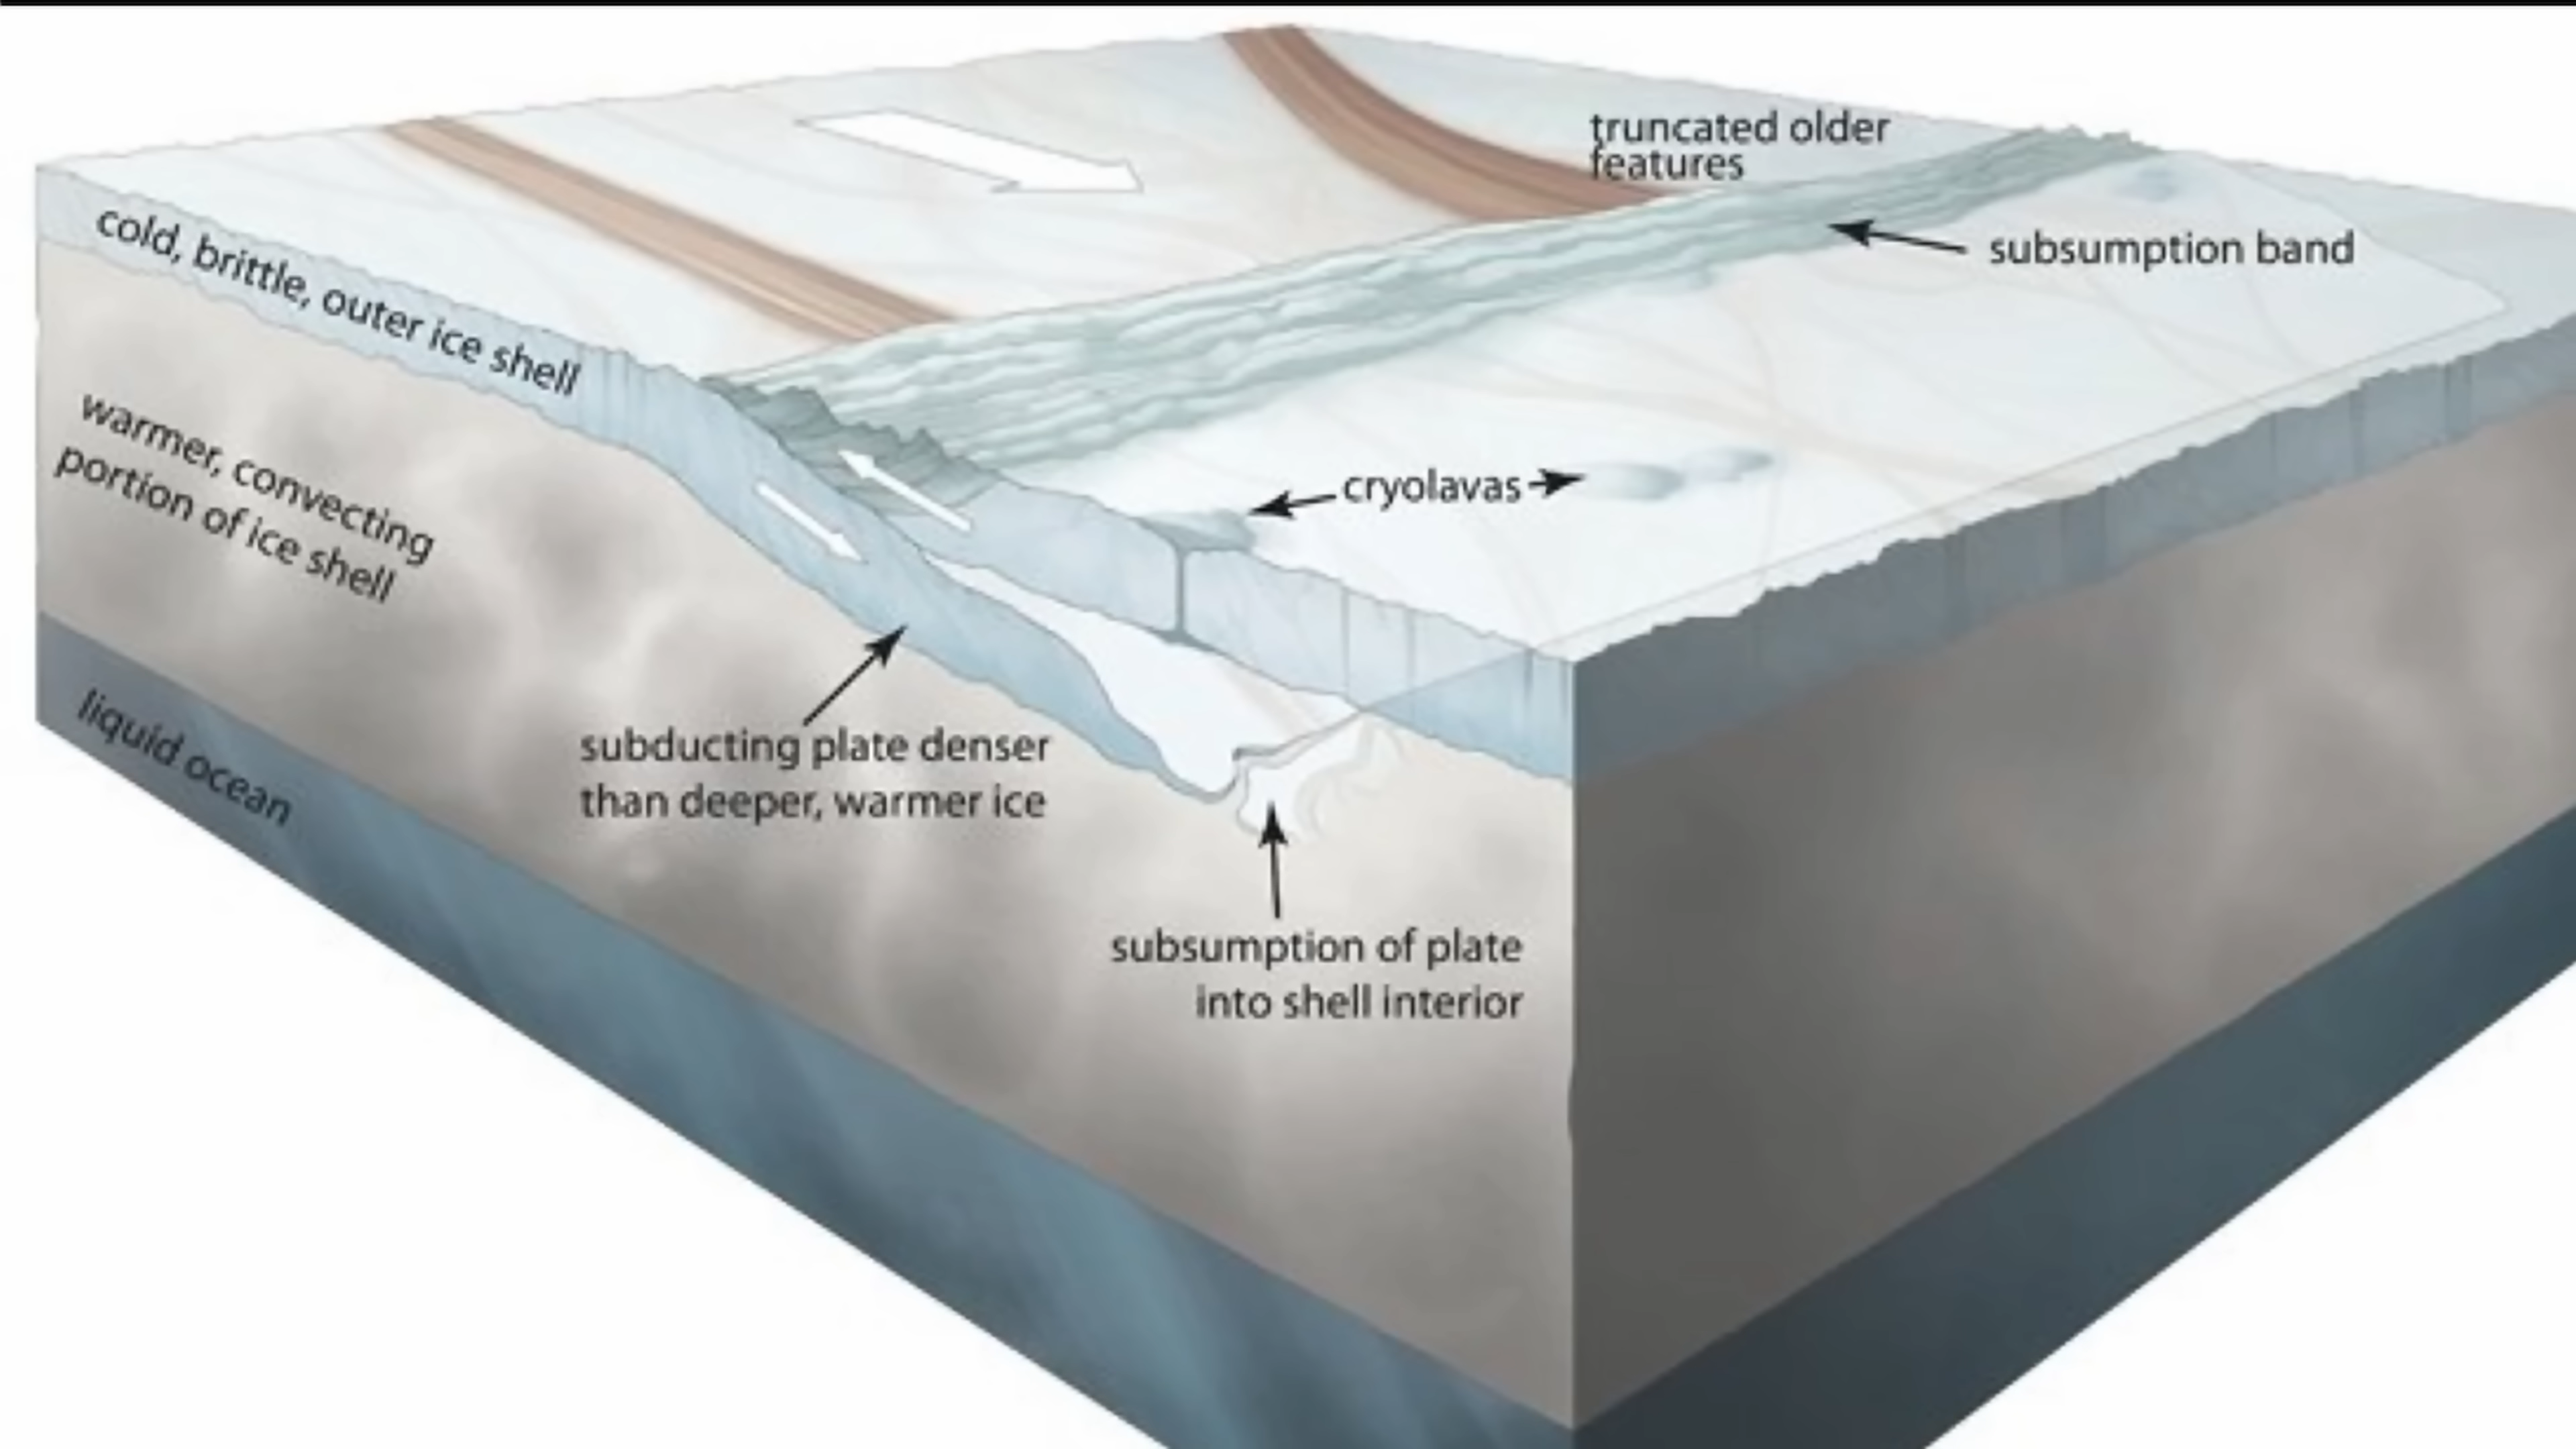 truncated older
features
subsumption band
cold, brittle, outer ice shell
warmer, convecting
portion of ice shell
cryolavas
liquid ocean
subducting plate denser
than deeper, warmer ice
subsumption of plate
into shell interior